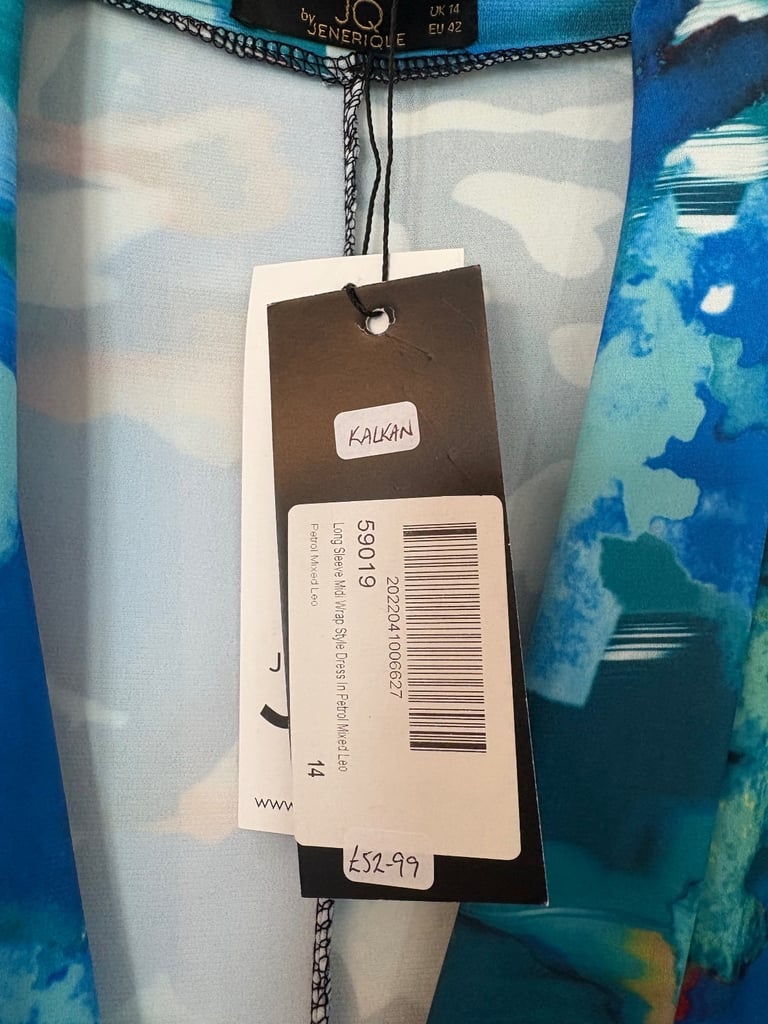 by JQ
JENERIQUE
UK 14
EU 42
KALKAN
59019
2022041006627
Long Sleeve Midi Wrap Style Dress In Petrol Mixed Leo
Petrol Mixed Leo
14
www
£52-99